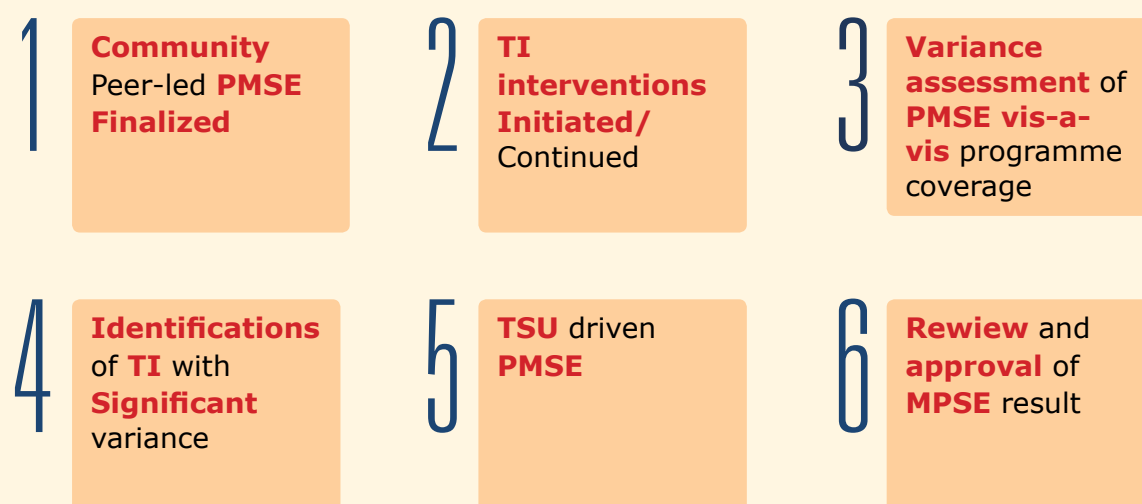 1
Community
Peer-led PMSE
Finalized
2
TI
interventions
Initiated/
Continued
3
Variance
assessment of
PMSE vis-a-
vis programme
coverage
4
Identifications
of TI with
Significant
variance
5
TSU driven
PMSE
6
Rewiew and
approval of
MPSE result